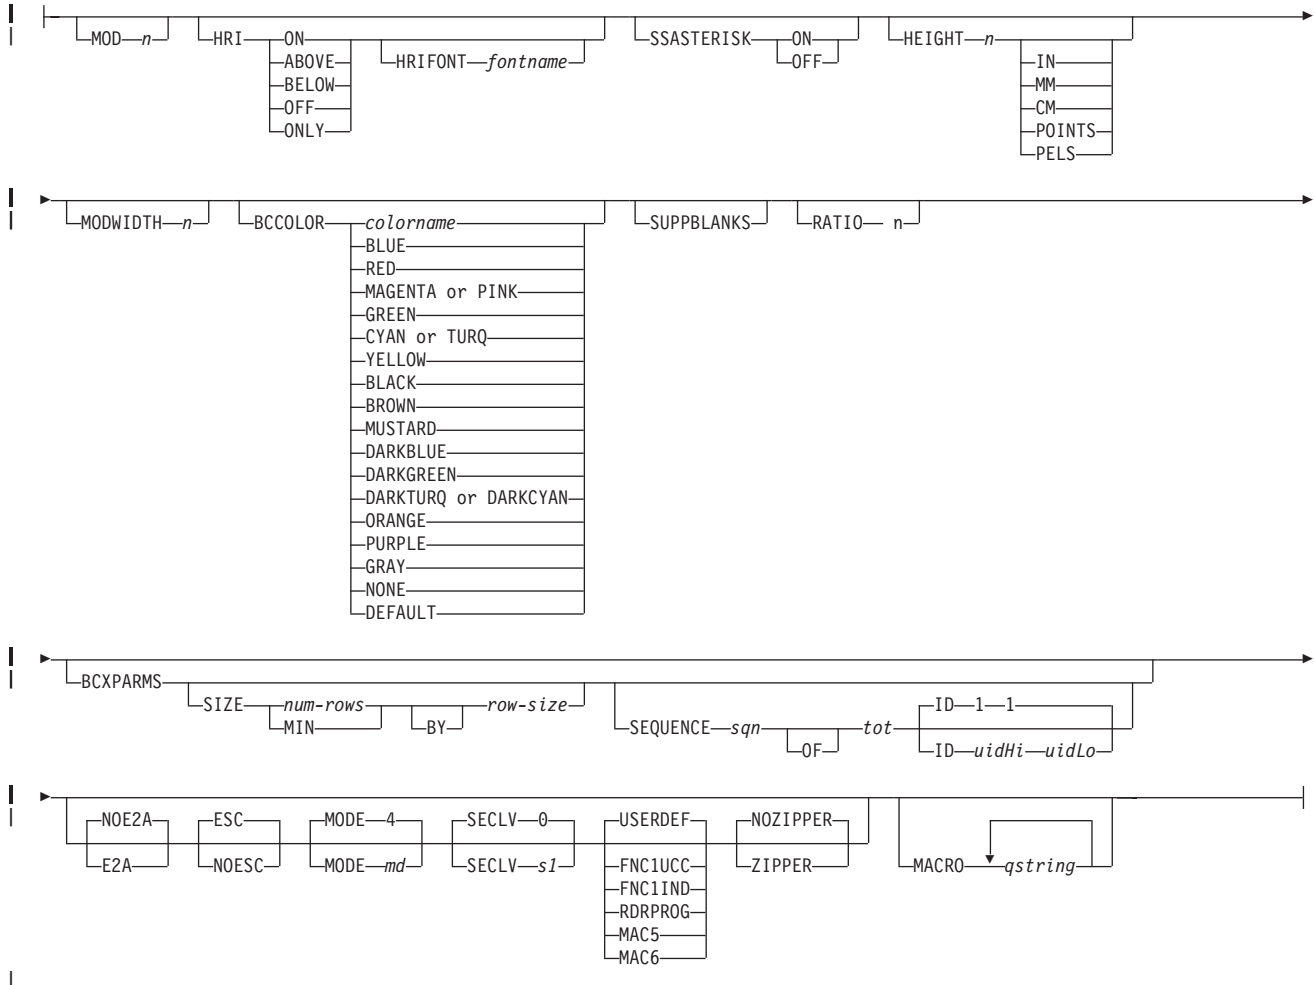 MOD n HRI ON SSASTERISK ON HEIGHT n
ABOVE HRIFONT fontname OFF IN
BELOW MM
OFF CM
ONLY POINTS
PELS
MODWIDTH n BCCOLOR colorname SUPPBLANKS RATIO n
BLUE
RED
MAGENTA or PINK
GREEN
CYAN or TURQ
YELLOW
BLACK
BROWN
MUSTARD
DARKBLUE
DARKGREEN
DARKTURQ or DARKCYAN
ORANGE
PURPLE
GRAY
NONE
DEFAULT
BCXPARMS
SIZE num-rows row-size ID 1 1
MIN BY SEQUENCE sqn tot
OF ID uidHi uidLo
NOE2A ESC MODE 4 SECLV 0 USERDEF NOZIPPER
E2A NOESC MODE md SECLV s1 FNC1UCC ZIPPER MACRO qstring
FNC1IND
RDRPROG
MAC5
MAC6